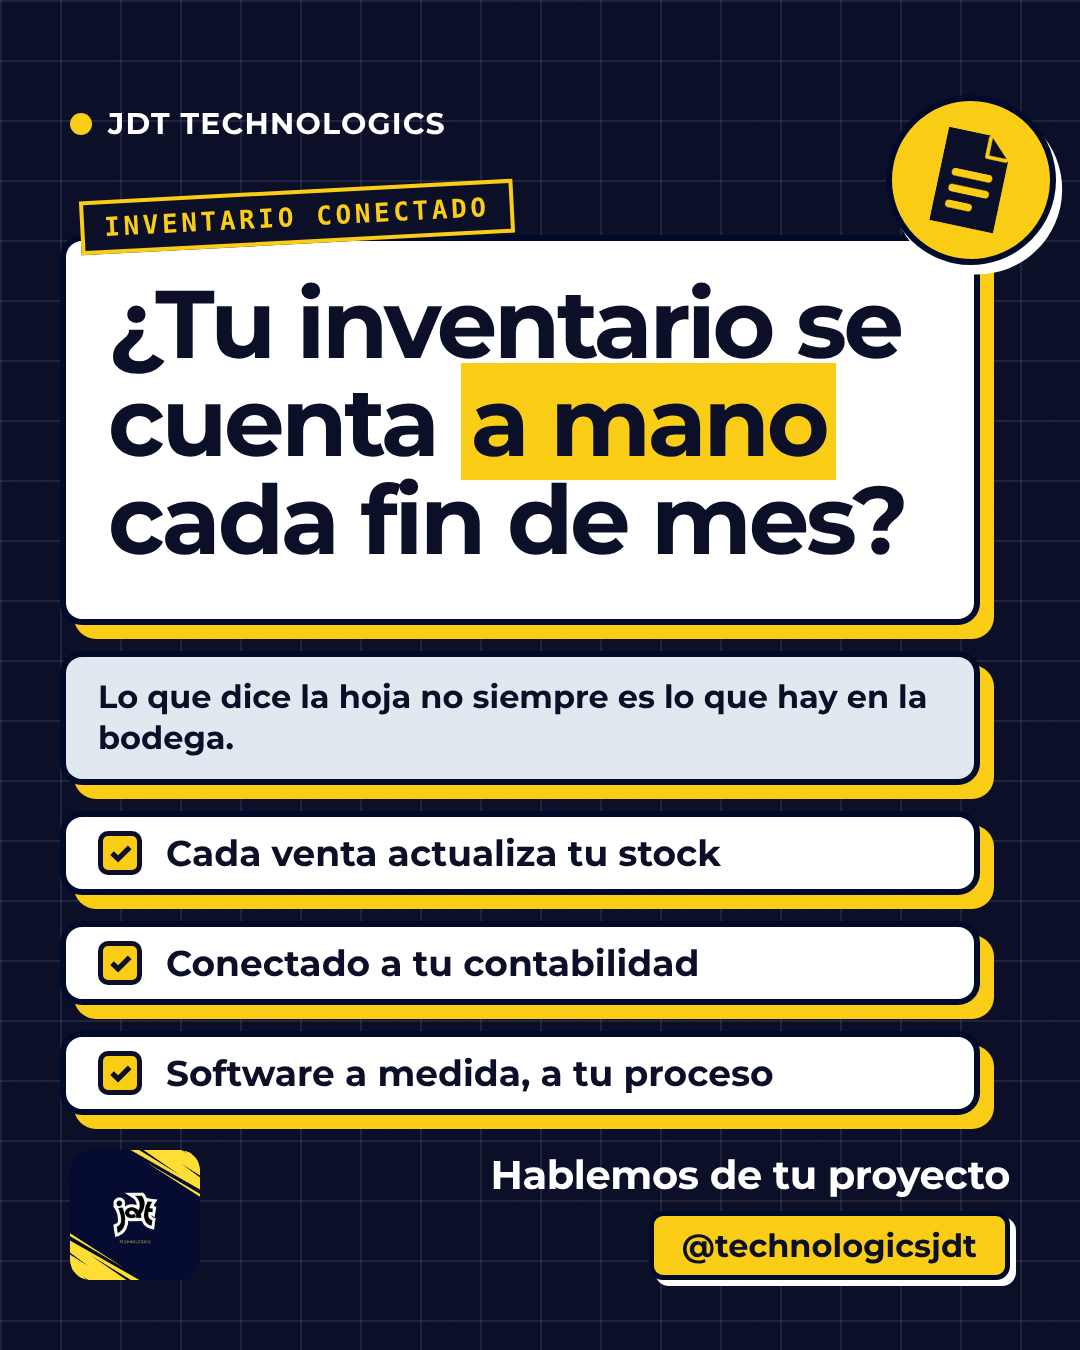 JDT TECHNOLOGICS
INVENTARIO CONECTADO
¿Tu inventario se
cuenta a mano
cada fin de mes?
Lo que dice la hoja no siempre es lo que hay en la
bodega.
Cada venta actualiza tu stock
Conectado a tu contabilidad
Software a medida, a tu proceso
Hablemos de tu proyecto
@technologicsjdt
jdt
TECHNOLOGICS